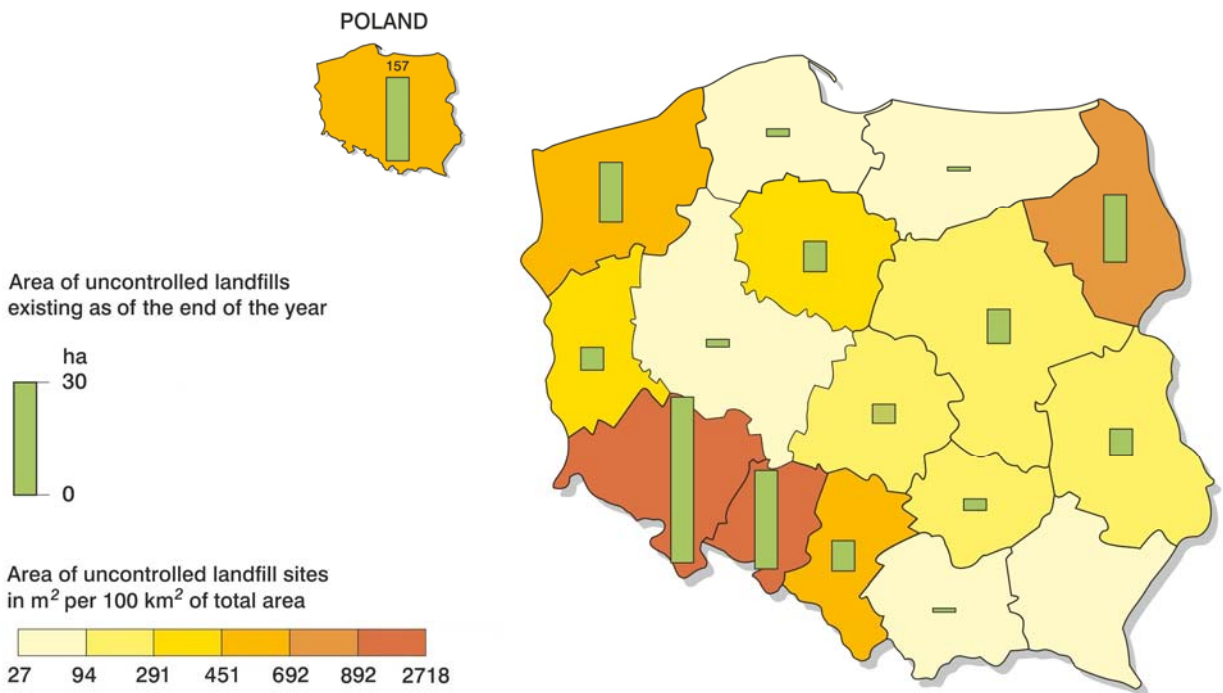 POLAND
157
Area of uncontrolled landfills
existing as of the end of the year
ha
30
0
Area of uncontrolled landfill sites
in m² per 100 km² of total area
27 94 291 451 692 892 2718